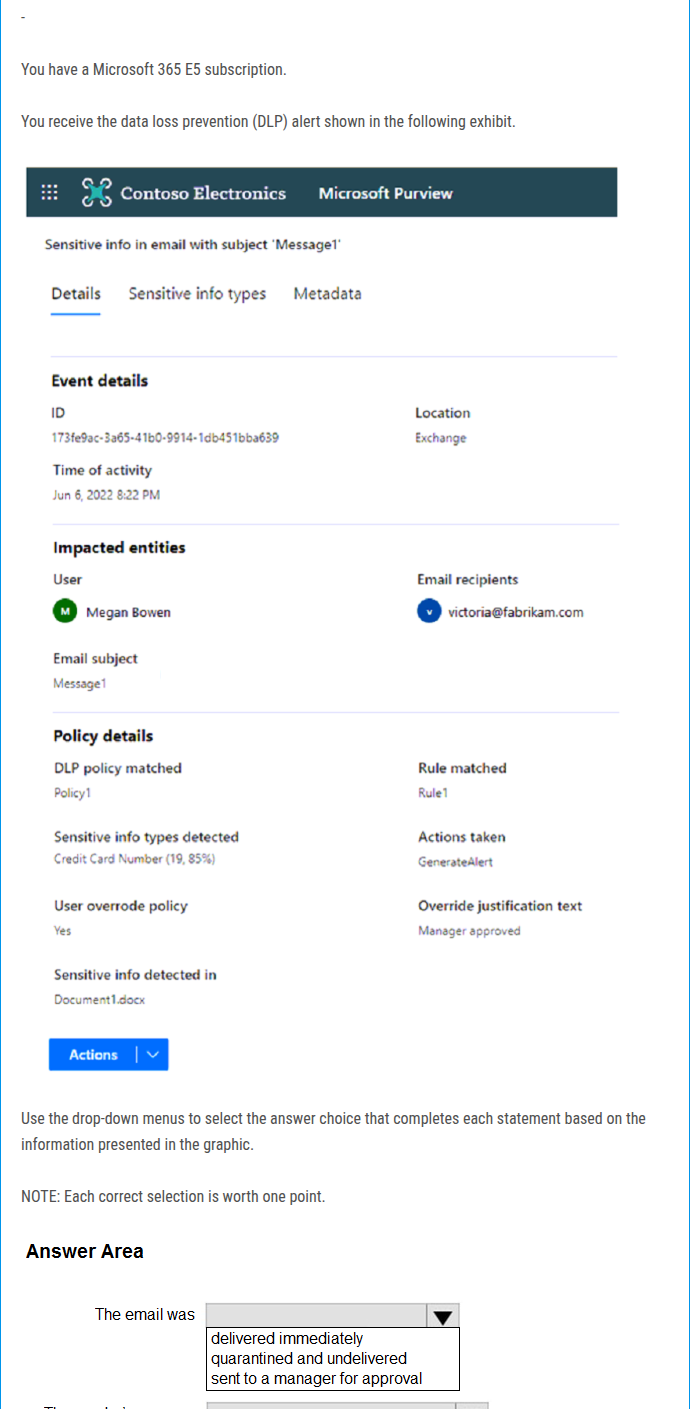 -
You have a Microsoft 365 E5 subscription.
You receive the data loss prevention (DLP) alert shown in the following exhibit.
Contoso Electronics Microsoft Purview
Sensitive info in email with subject 'Message1'
Details Sensitive info types Metadata
Event details
ID Location
173fe9ac-3a65-41b0-9914-1db451bba639 Exchange
Time of activity
Jun 6, 2022 8:22 PM
Impacted entities
User Email recipients
M Megan Bowen v victoria@fabrikam.com
Email subject
Message1
Policy details
DLP policy matched Rule matched
Policy1 Rule1
Sensitive info types detected Actions taken
Credit Card Number (19, 85%) GenerateAlert
User overrode policy Override justification text
Yes Manager approved
Sensitive info detected in
Document1.docx
Actions
Use the drop-down menus to select the answer choice that completes each statement based on the
information presented in the graphic.
NOTE: Each correct selection is worth one point.
Answer Area
The email was
delivered immediately
quarantined and undelivered
sent to a manager for approval